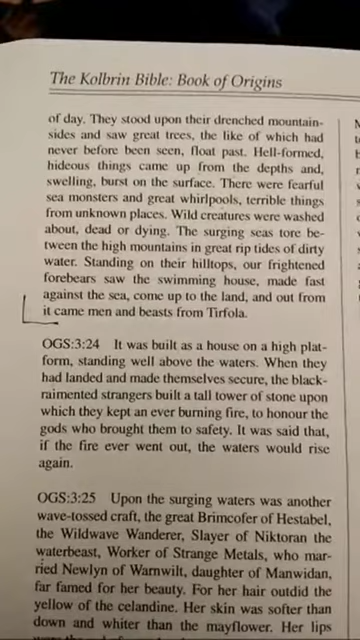 The Kolbrin Bible: Book of Origins
of day. They stood upon their drenched mountain-
sides and saw great trees, the like of which had
never before been seen, float past. Hell-formed,
hideous things came up from the depths and,
swelling, burst on the surface. There were fearful
sea monsters and great whirlpools, terrible things
from unknown places. Wild creatures were washed
about, dead or dying. The surging seas tore be-
tween the high mountains in great rip tides of dirty
water. Standing on their hilltops, our frightened
forebears saw the swimming house, made fast
against the sea, come up to the land, and out from
it came men and beasts from Tirfola.
OGS:3:24 It was built as a house on a high plat-
form, standing well above the waters. When they
had landed and made themselves secure, the black-
raimented strangers built a tall tower of stone upon
which they kept an ever burning fire, to honour the
gods who brought them to safety. It was said that,
if the fire ever went out, the waters would rise
again.
OGS:3:25 Upon the surging waters was another
wave-tossed craft, the great Brimcofer of Hestabel,
the Wildwave Wanderer, Slayer of Niktoran the
waterbeast, Worker of Strange Metals, who mar-
ried Newlyn of Warnwilt, daughter of Manwidan,
far famed for her beauty. For her hair outdid the
yellow of the celandine. Her skin was softer than
down and whiter than the mayflower. Her lips